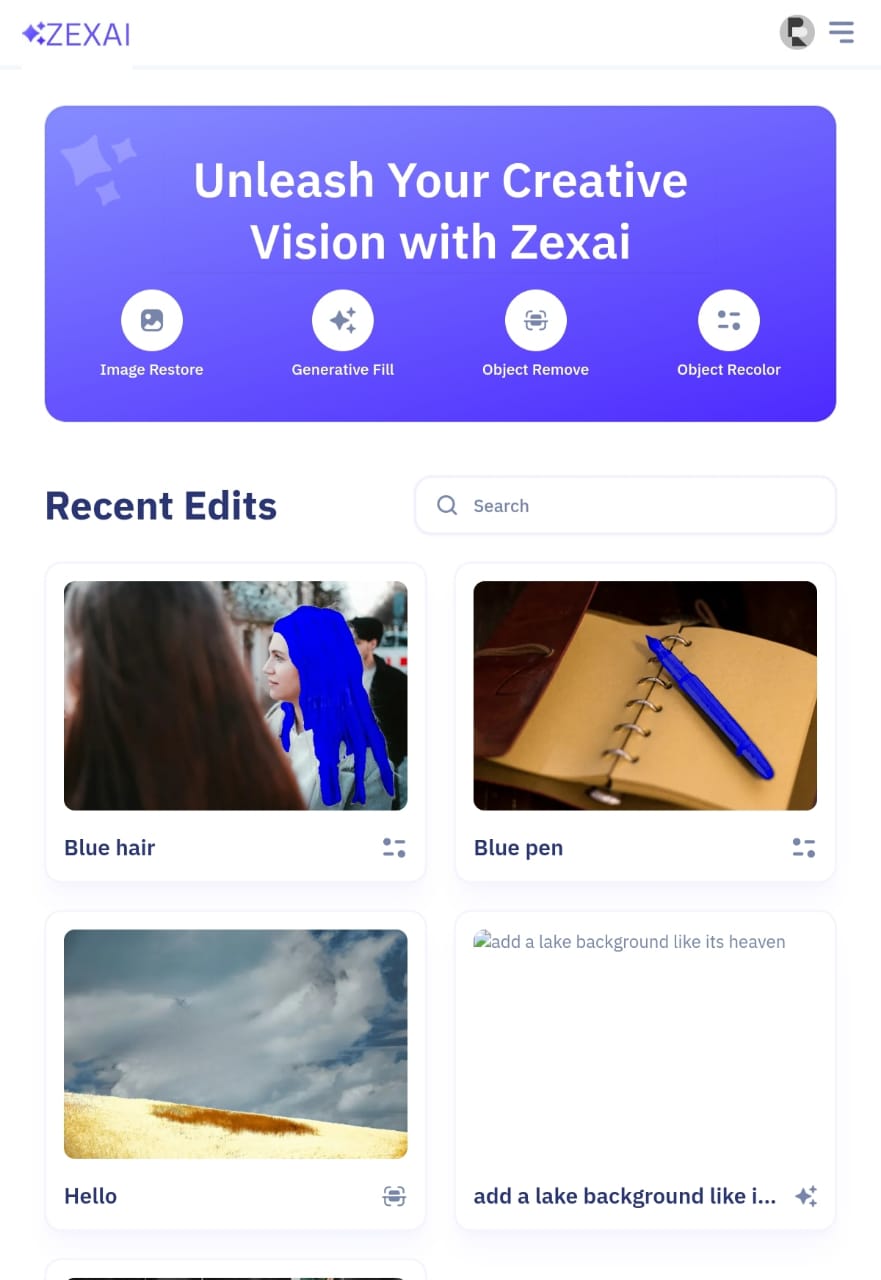 ZEXAI
Unleash Your Creative
Vision with Zexai
Image Restore
Generative Fill
Object Remove
Object Recolor
Recent Edits
Search
Blue hair
Blue pen
add a lake background like its heaven
Hello
add a lake background like i...